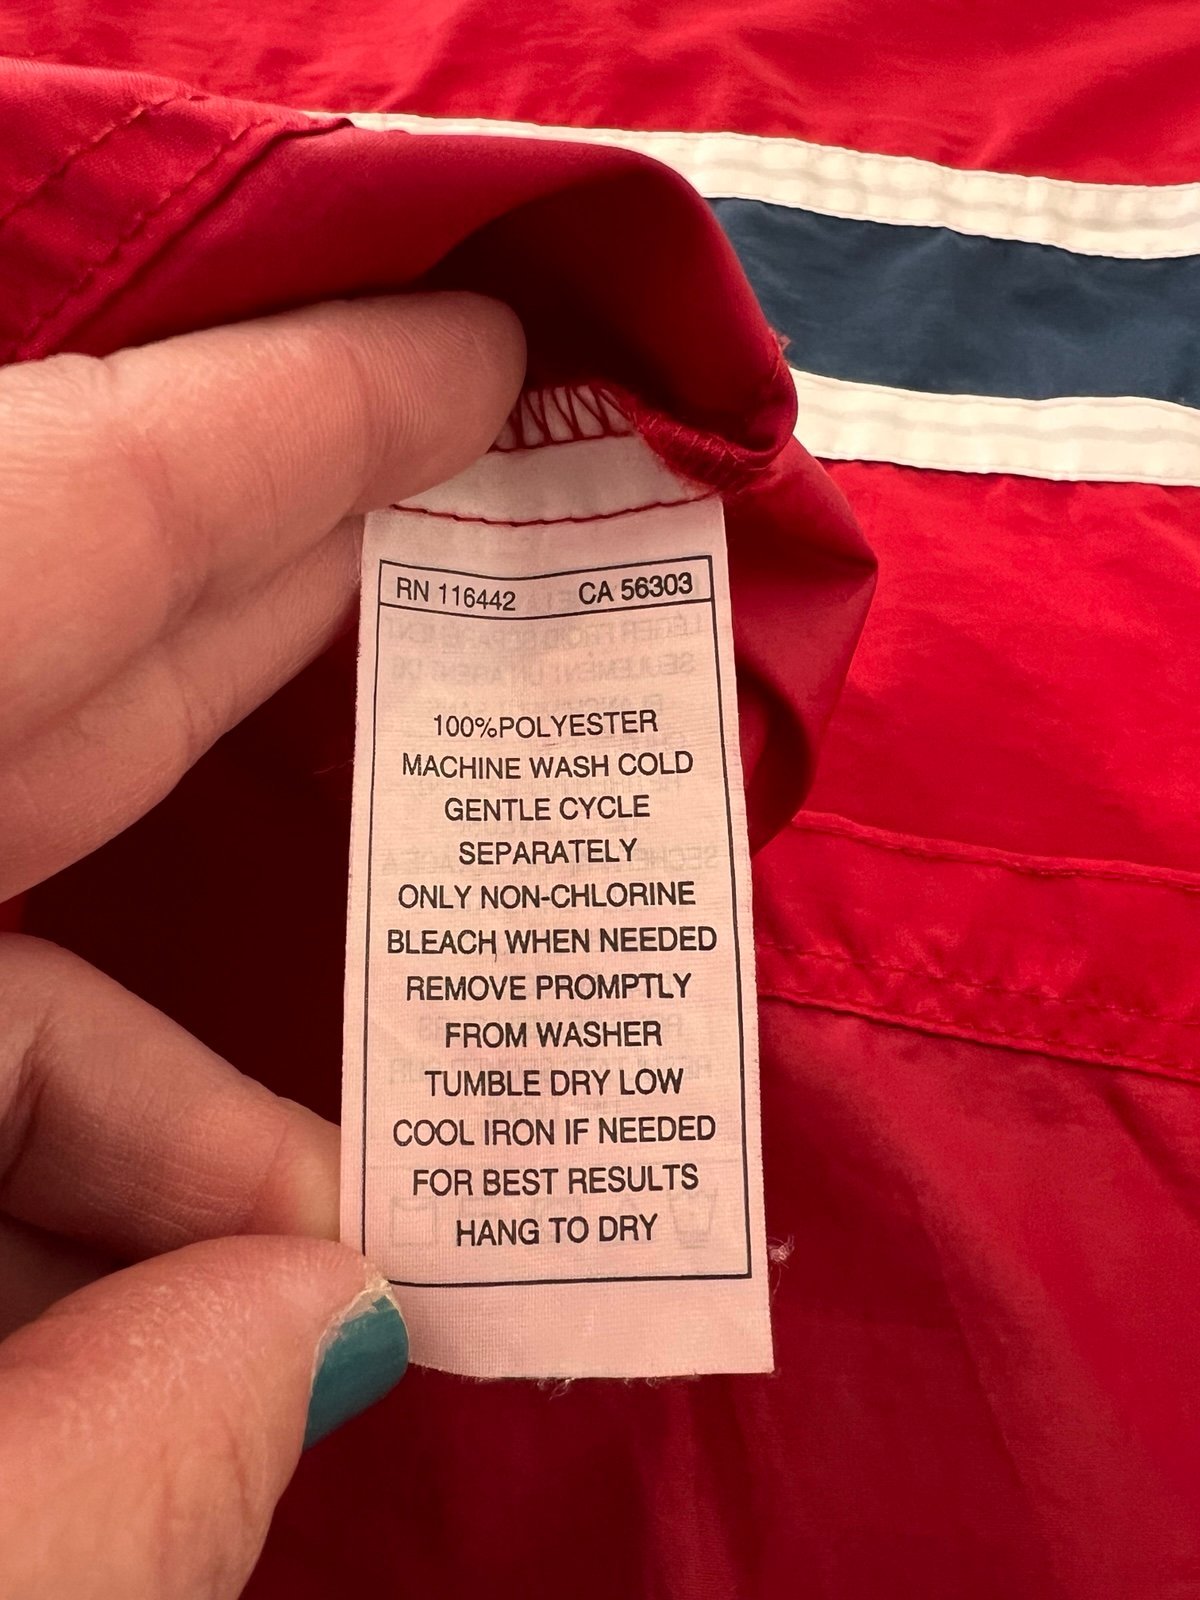 RN 116442 CA 56303
100%POLYESTER
MACHINE WASH COLD
GENTLE CYCLE
SEPARATELY
ONLY NON-CHLORINE
BLEACH WHEN NEEDED
REMOVE PROMPTLY
FROM WASHER
TUMBLE DRY LOW
COOL IRON IF NEEDED
FOR BEST RESULTS
HANG TO DRY